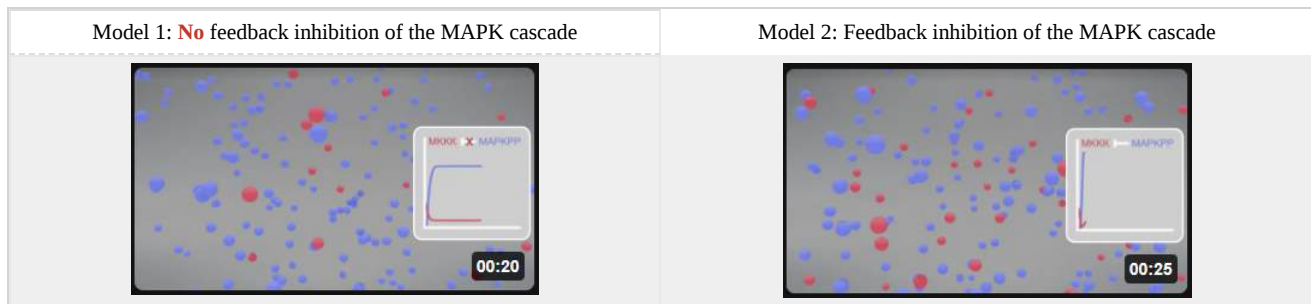 Model 1: No feedback inhibition of the MAPK cascade
Model 2: Feedback inhibition of the MAPK cascade
MKKK X MAPKPP
00:20
MKKK MAPKPP
00:25